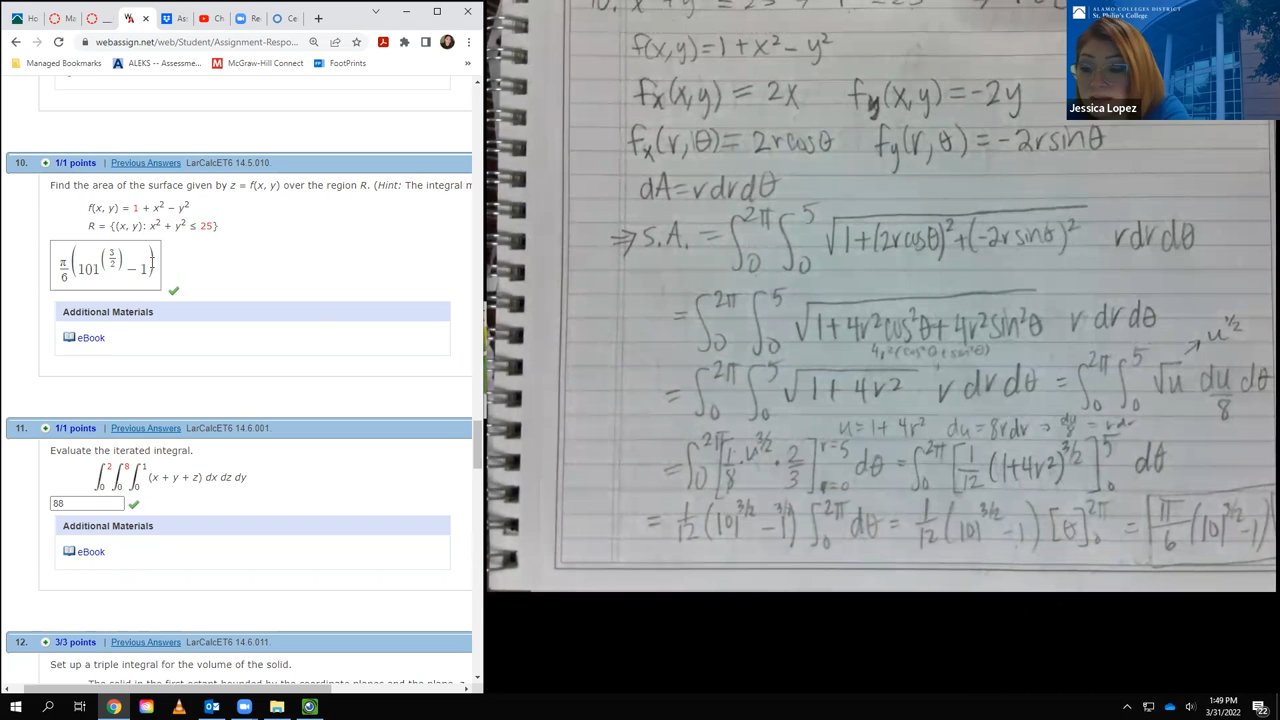 webassign.net/web/Student/Assignment-Respo...
Managed Bookmarks
ALEKS -- Assessme...
McGraw-Hill Connect
FootPrints
10.
1/1 points | Previous Answers LarCalcET6 14.5.010.
Find the area of the surface given by z = f(x, y) over the region R. (Hint: The integral m
f(x, y) = 1 + x² − y²
R = {(x, y): x² + y² ≤ 25}
π/6 (101^(3/2) − 1)
Additional Materials
eBook
11.
1/1 points | Previous Answers LarCalcET6 14.6.001.
Evaluate the iterated integral.
∫₀² ∫₀⁸ ∫₀¹ (x + y + z) dx dz dy
88
Additional Materials
eBook
12.
3/3 points | Previous Answers LarCalcET6 14.6.011.
Set up a triple integral for the volume of the solid.
f(x,y)=1+x²−y²
fx(x,y) = 2x fy(x,y)=−2y
fx(r,θ)=2rcosθ fy(r,θ)=−2rsinθ
dA=rdrdθ
⇒ S.A. = ∫₀^2π ∫₀^5 √(1+(2rcosθ)²+(−2rsinθ)²) rdrdθ
= ∫₀^2π ∫₀^5 √(1+4r²cos²θ+4r²sin²θ) r dr dθ
4r²(cos²θ+sin²θ)
→ u^1/2
= ∫₀^2π ∫₀^5 √(1+4r²) r dr dθ = ∫₀^2π ∫₀^5 √u du/8 dθ
u=1+4r² du=8rdr ⇒ du/8 = rdr
= ∫₀^2π [1/8 · u^3/2 · 2/3]_{r=0}^{r=5} dθ = ∫₀^2π [1/12 (1+4r²)^3/2]₀^5 dθ
= 1/12 (101^3/2 − 1^3/2) ∫₀^2π dθ = 1/12 (101^3/2 − 1) [θ]₀^2π = π/6 (101^3/2 − 1)
ALAMO COLLEGES DISTRICT
St. Philip's College
Jessica Lopez
1:49 PM
3/31/2022
22